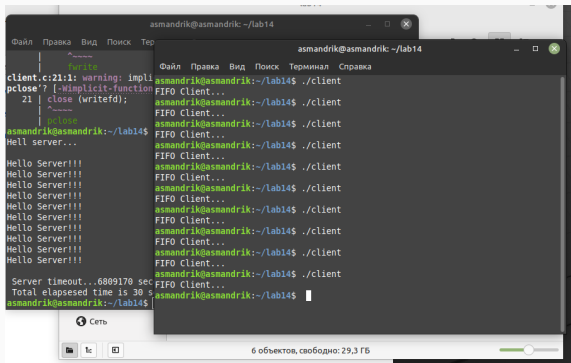 asmandrik@asmandrik: ~/lab14
Файл Правка Вид Поиск Тер
| ^~~~~
| fwrite
client.c:21:1: warning: impli
pclose’? [-Wimplicit-function
21 | close (writefd);
| ^~~~~
| pclose
asmandrik@asmandrik:~/lab14$
Hell server...
Hello Server!!!
Hello Server!!!
Hello Server!!!
Hello Server!!!
Hello Server!!!
Hello Server!!!
Hello Server!!!
Hello Server!!!
Hello Server!!!
Hello Server!!!
Server timeout...6809170 sec
Total elapsesed time is 30 s
asmandrik@asmandrik:~/lab14$
asmandrik@asmandrik: ~/lab14
Файл Правка Вид Поиск Терминал Справка
asmandrik@asmandrik:~/lab14$ ./client
FIFO Client...
asmandrik@asmandrik:~/lab14$ ./client
FIFO Client...
asmandrik@asmandrik:~/lab14$ ./client
FIFO Client...
asmandrik@asmandrik:~/lab14$ ./client
FIFO Client...
asmandrik@asmandrik:~/lab14$ ./client
FIFO Client...
asmandrik@asmandrik:~/lab14$ ./client
FIFO Client...
asmandrik@asmandrik:~/lab14$ ./client
FIFO Client...
asmandrik@asmandrik:~/lab14$ ./client
FIFO Client...
asmandrik@asmandrik:~/lab14$ ./client
FIFO Client...
asmandrik@asmandrik:~/lab14$ ./client
FIFO Client...
asmandrik@asmandrik:~/lab14$
Сеть
6 объектов, свободно: 29,3 ГБ